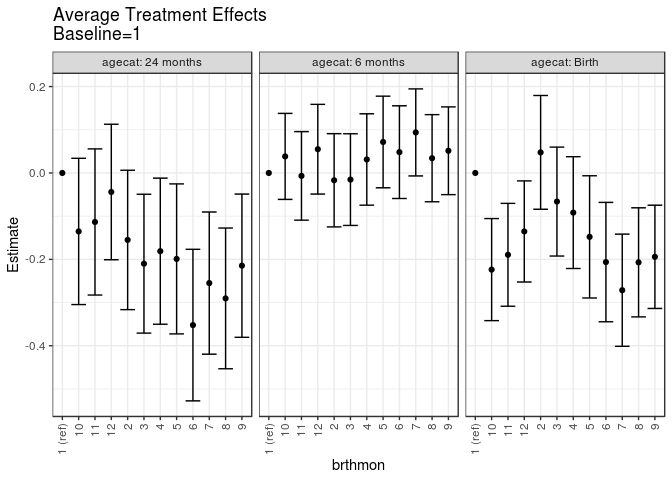 Average Treatment Effects
Baseline=1
agecat: 24 months
agecat: 6 months
agecat: Birth
Estimate
0.2
0.0
-0.2
-0.4
1 (ref) 10 11 12 2 3 4 5 6 7 8 9
1 (ref) 10 11 12 2 3 4 5 6 7 8 9
1 (ref) 10 11 12 2 3 4 5 6 7 8 9
brthmon